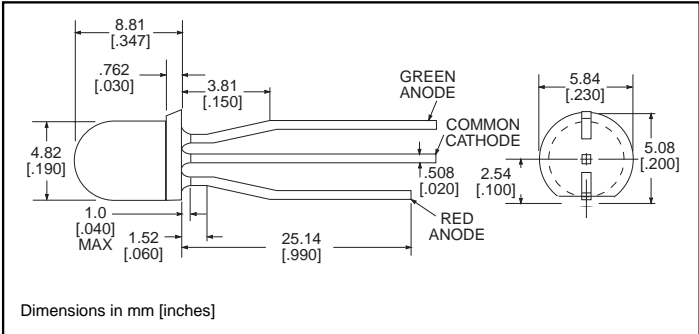 8.81
[.347]
.762
[.030]
3.81
[.150]
GREEN
ANODE
5.84
[.230]
COMMON
CATHODE
4.82
[.190]
5.08
[.200]
2.54
[.100]
.508
[.020]
1.0
[.040]
MAX
1.52
[.060]
25.14
[.990]
RED
ANODE
Dimensions in mm [inches]